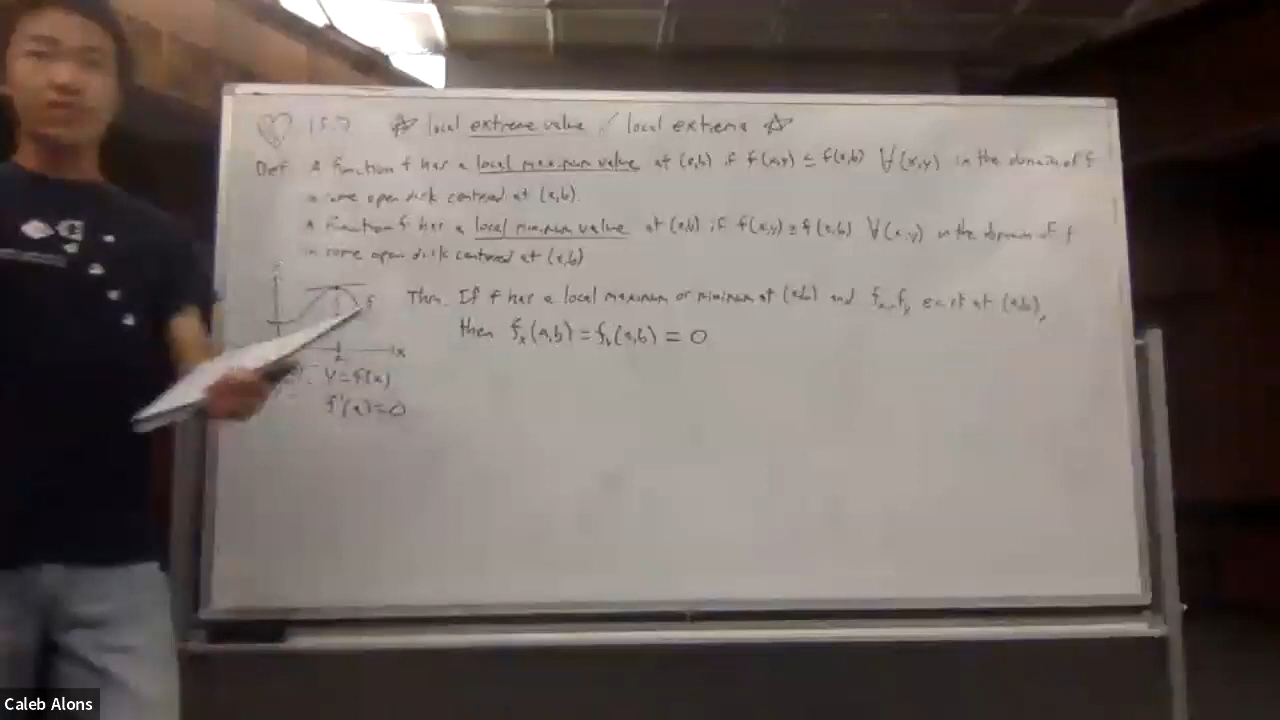 15.7 ☆ local extreme value / local extrema ☆
Def A function f has a local maximum value at (a,b) if f(x,y) ≤ f(a,b) ∀(x,y) in the domain of f
in some open disk centered at (a,b).
A function f has a local minimum value at (a,b) if f(x,y) ≥ f(a,b) ∀(x,y) in the domain of f
in some open disk centered at (a,b)
f
Thm. If f has a local maximum or minimum at (a,b) and fx, fy exist at (a,b),
then fx(a,b) = fy(a,b) = 0
a x
y = f(x)
f'(a) = 0
Caleb Alons